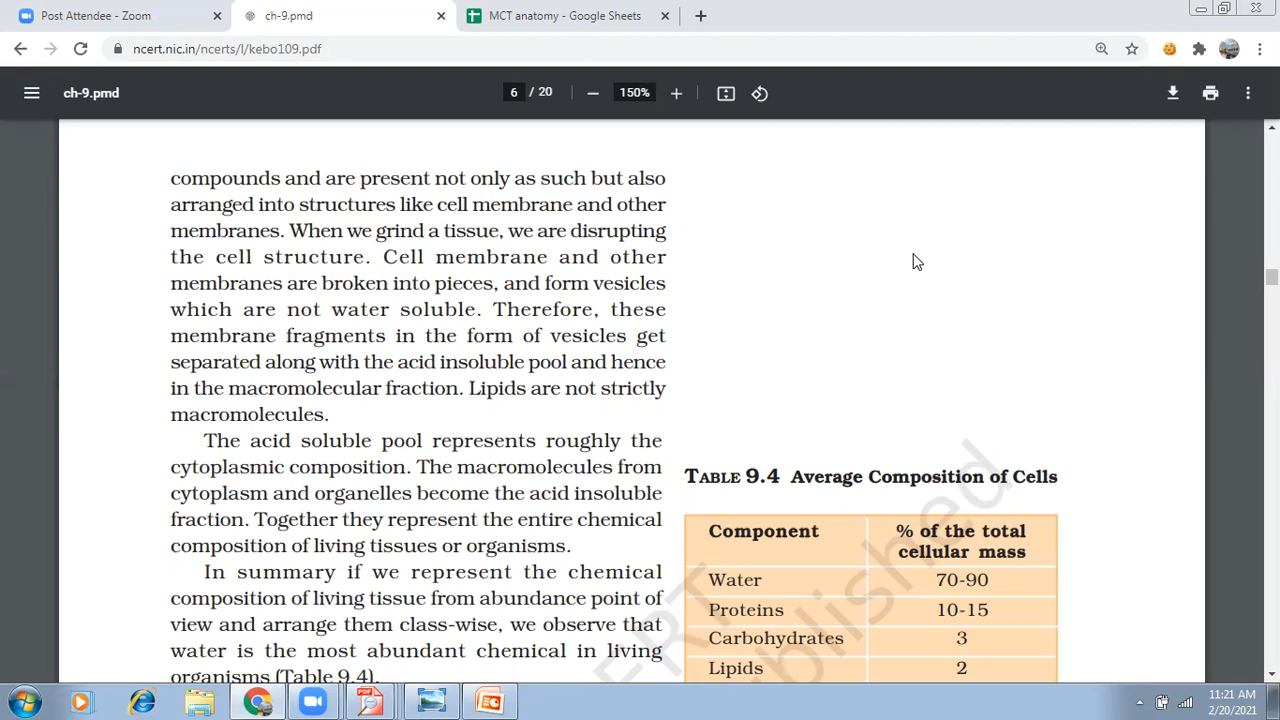 Post Attendee - Zoom
ch-9.pmd
MCT anatomy - Google Sheets
ncert.nic.in/ncerts/l/kebo109.pdf
ch-9.pmd
6 / 20
150%
compounds and are present not only as such but also
arranged into structures like cell membrane and other
membranes. When we grind a tissue, we are disrupting
the cell structure. Cell membrane and other
membranes are broken into pieces, and form vesicles
which are not water soluble. Therefore, these
membrane fragments in the form of vesicles get
separated along with the acid insoluble pool and hence
in the macromolecular fraction. Lipids are not strictly
macromolecules.
The acid soluble pool represents roughly the
cytoplasmic composition. The macromolecules from
cytoplasm and organelles become the acid insoluble
fraction. Together they represent the entire chemical
composition of living tissues or organisms.
In summary if we represent the chemical
composition of living tissue from abundance point of
view and arrange them class-wise, we observe that
water is the most abundant chemical in living
organisms (Table 9.4).
TABLE 9.4 Average Composition of Cells
Component % of the total
cellular mass
Water 70-90
Proteins 10-15
Carbohydrates 3
Lipids 2
11:21 AM
2/20/2021